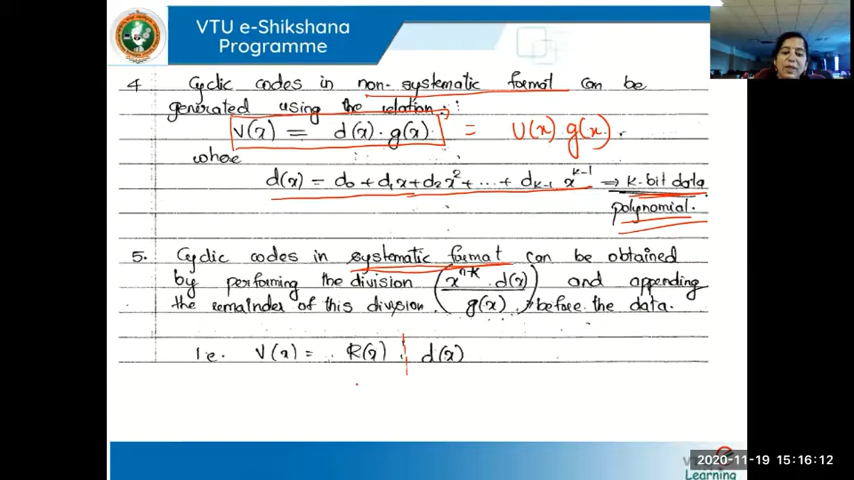 VTU e-Shikshana
Programme
4 Cyclic codes in non-systematic format can be
generated using the relation:
V(x) = d(x)·g(x). = U(x) g(x).
where
d(x) = d0 + d1x + d2x² + ... + dk-1 x^k-1 ⇒ k-bit data
polynomial.
5. Cyclic codes in systematic format can be obtained
by performing the division (x^n-k · d(x) / g(x)) and appending
the remainder of this division before the data.
i.e. V(x) = R(x) | d(x)
2020-11-19 15:16:12
Learning